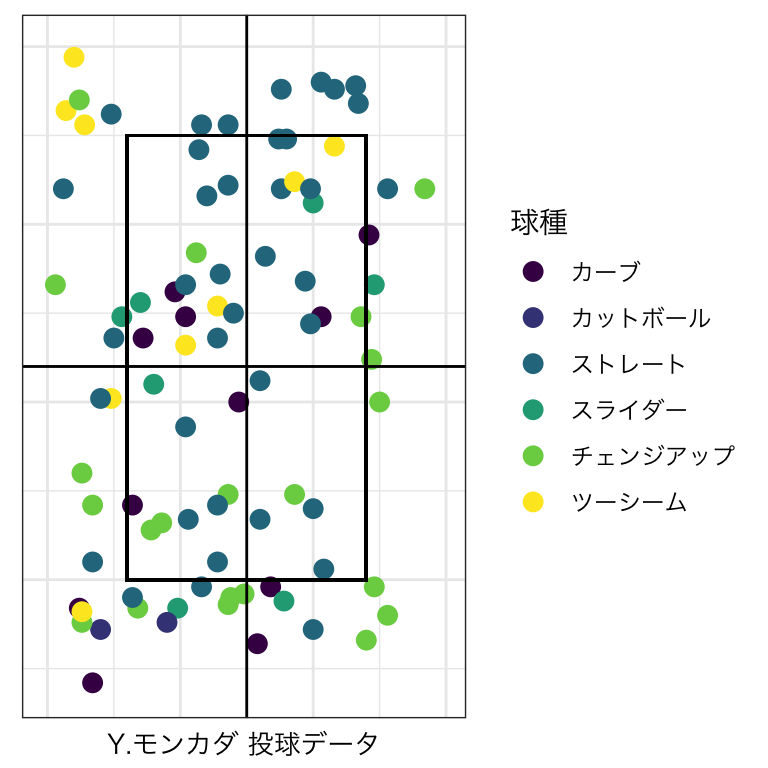 球種
カーブ
カットボール
ストレート
スライダー
チェンジアップ
ツーシーム
Y.モンカダ 投球データ